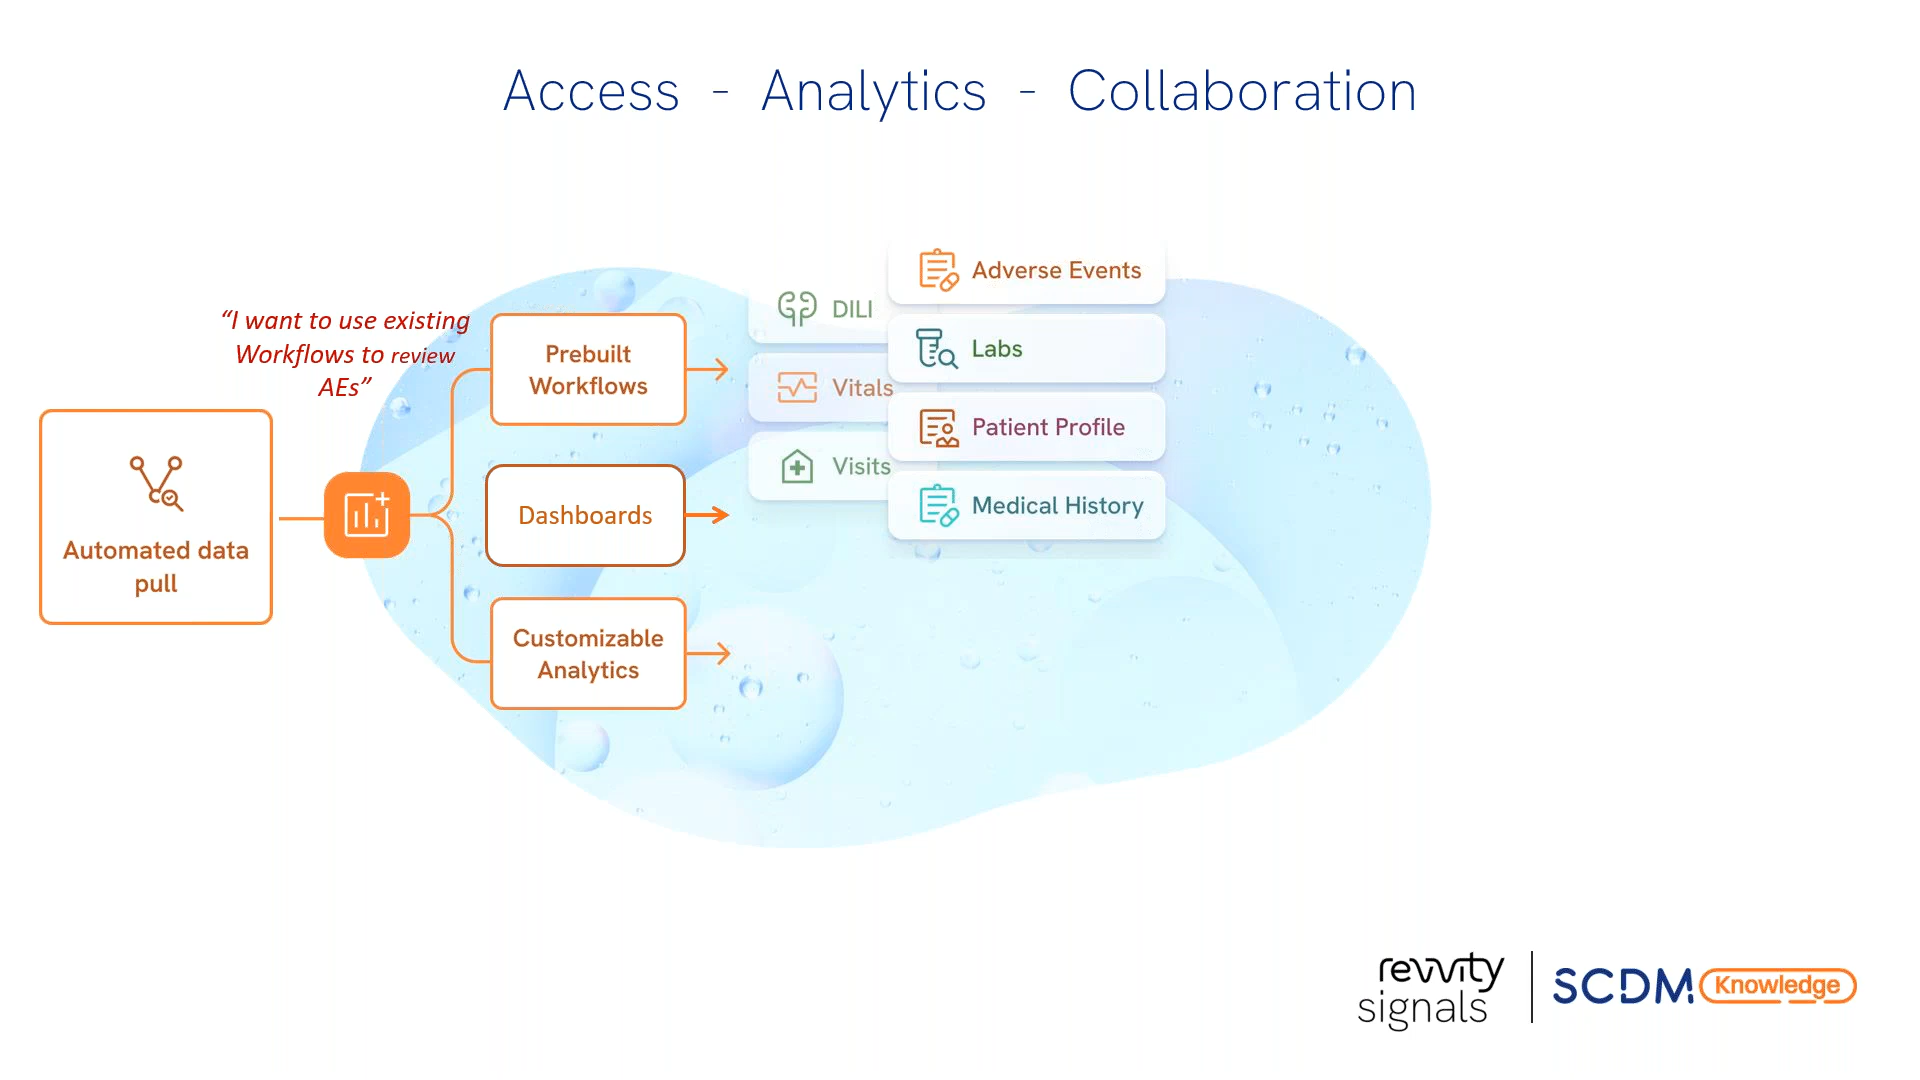 Access - Analytics - Collaboration
“I want to use existing
Workflows to review
AEs”
Automated data
pull
Prebuilt
Workflows
Dashboards
Customizable
Analytics
DILI
Vitals
Visits
Adverse Events
Labs
Patient Profile
Medical History
revvity
signals
SCDM Knowledge